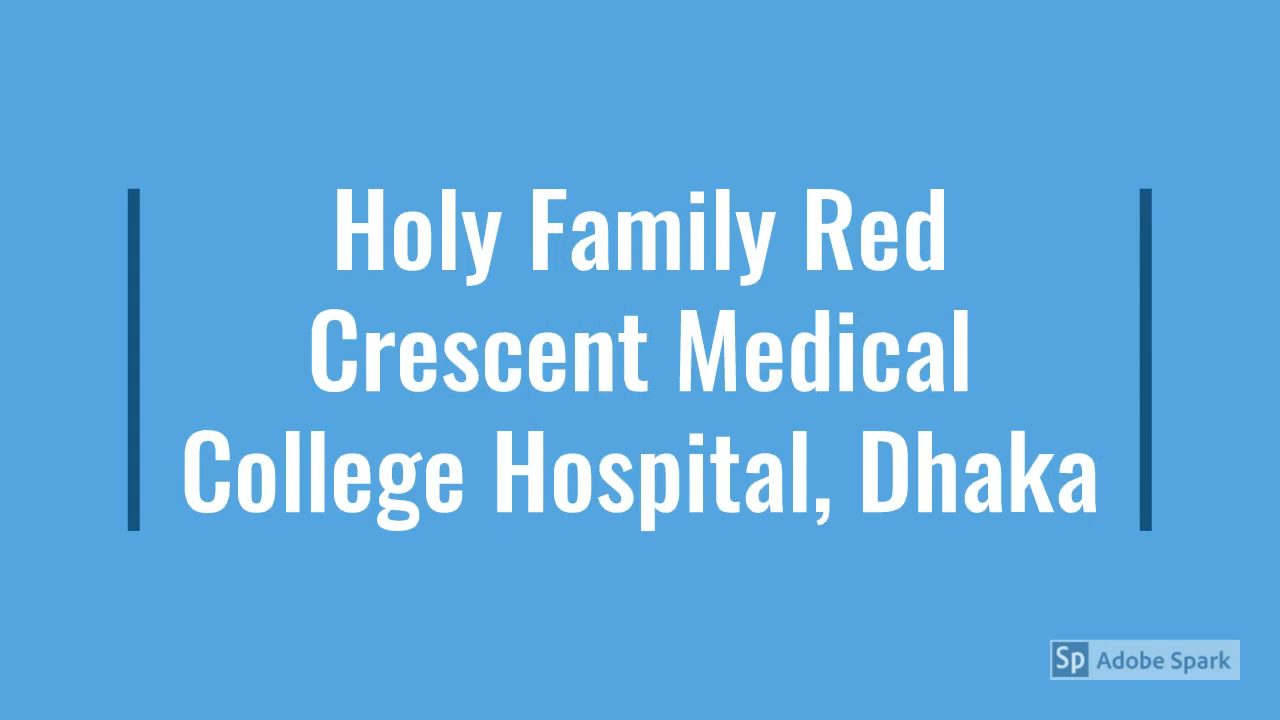 Holy Family Red
Crescent Medical
College Hospital, Dhaka
Sp Adobe Spark